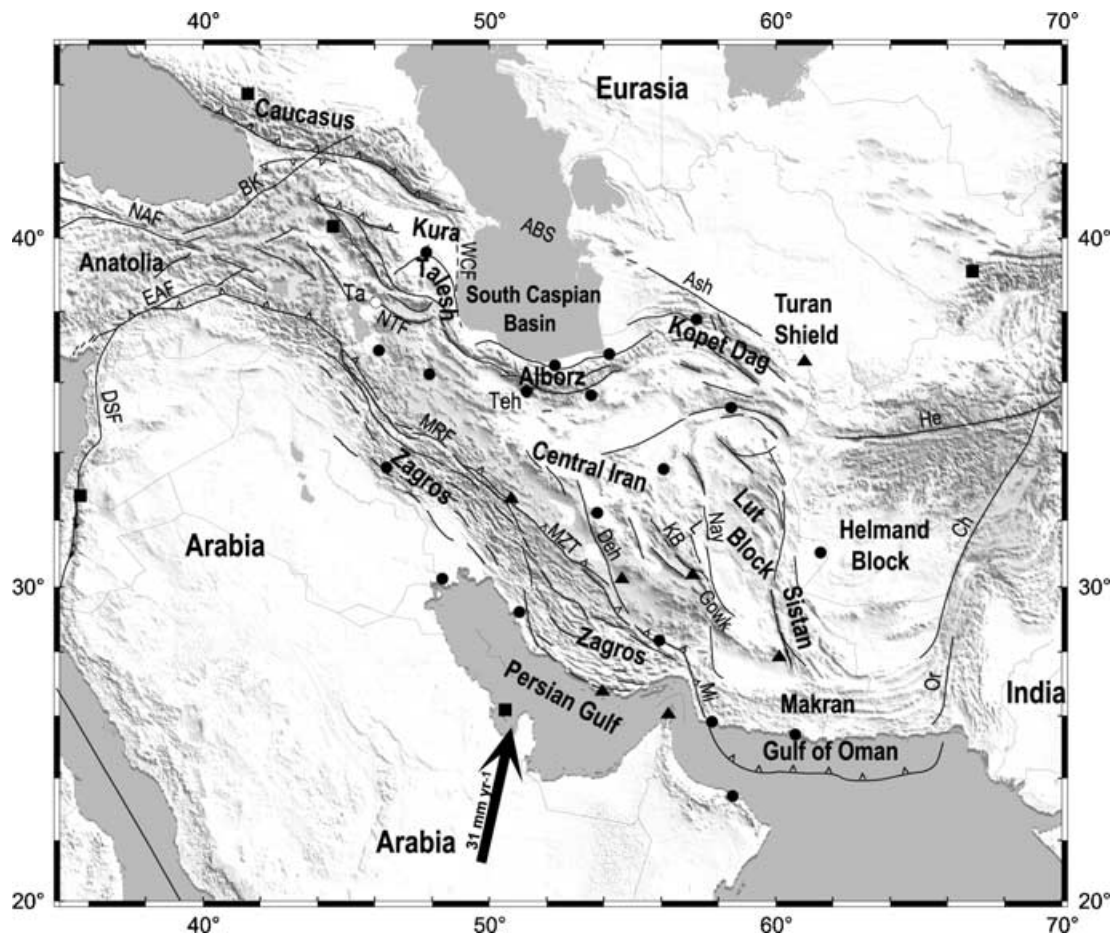 40° 50° 60° 70°
Eurasia
Caucasus
BK
NAF
Kura
ABS
40° 40°
WCF
Anatolia
Talesh
Ash
EAF
Ta
South Caspian
Basin
Turan
Shield
NTF
Kopet Dag
Alborz
Teh
DSF
MRF
He
Zagros
Central Iran
Lut
Block
Arabia
MZT
Deh
KB
Nay
Helmand
Block
Ch
30° 30°
Gowk
Sistan
Zagros
Persian Gulf
Mi
Makran
Or
India
Gulf of Oman
31 mm yr-1
Arabia
20° 20°
40° 50° 60° 70°